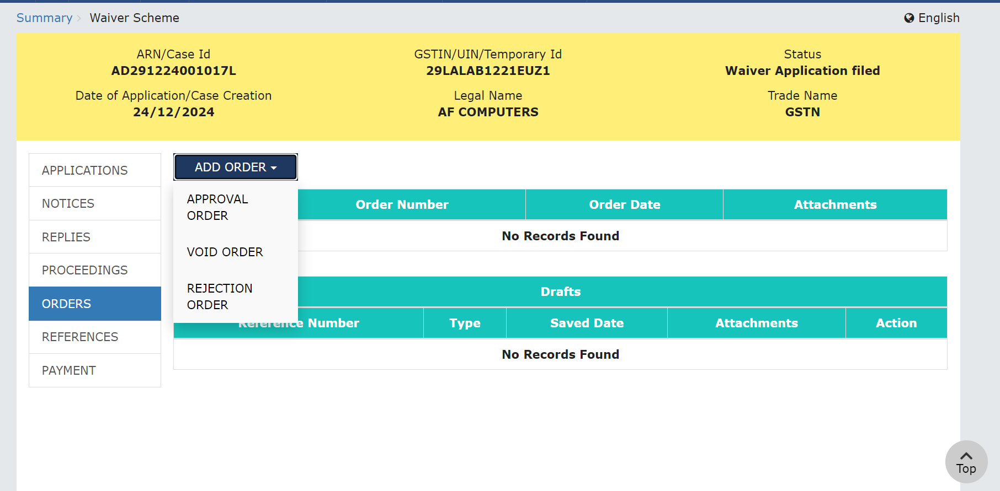 Summary Waiver Scheme
English
ARN/Case Id
AD291224001017L
GSTIN/UIN/Temporary Id
29LALAB1221EUZ1
Status
Waiver Application filed
Date of Application/Case Creation
24/12/2024
Legal Name
AF COMPUTERS
Trade Name
GSTN
APPLICATIONS
NOTICES
REPLIES
PROCEEDINGS
ORDERS
REFERENCES
PAYMENT
ADD ORDER
APPROVAL
ORDER
VOID ORDER
REJECTION
ORDER
Order Number Order Date Attachments
No Records Found
Drafts
Reference Number Type Saved Date Attachments Action
No Records Found
Top